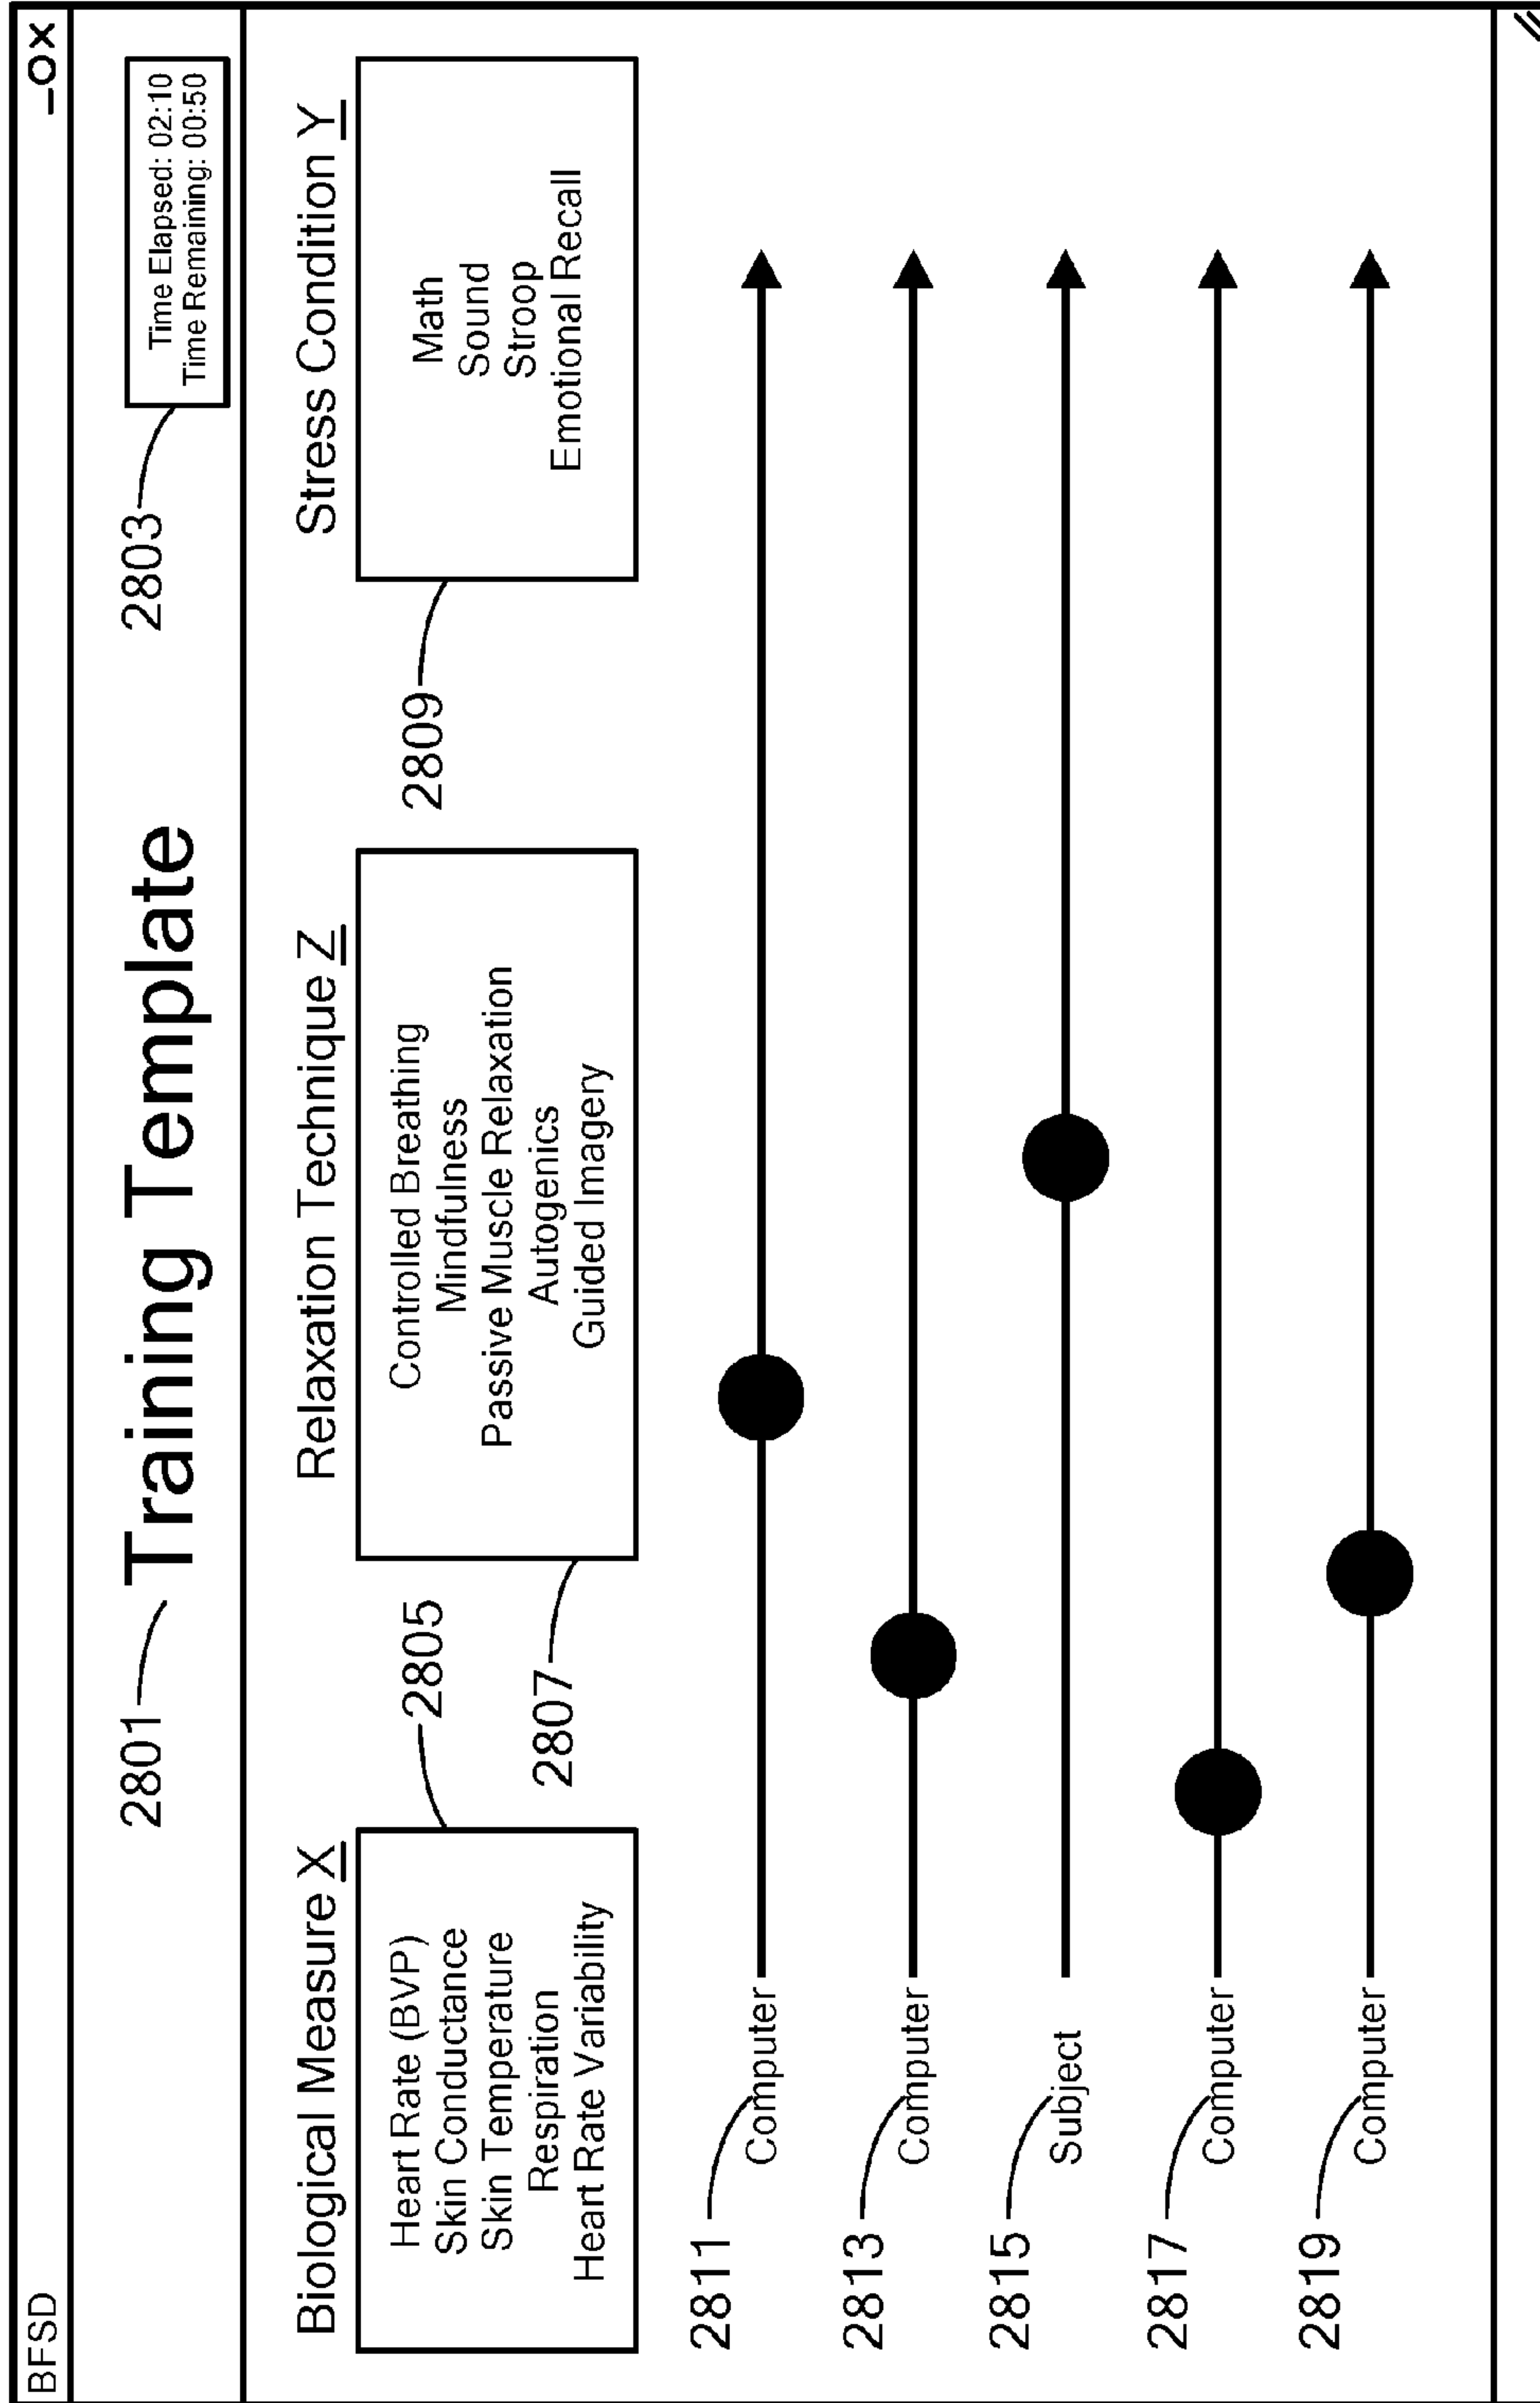 BFSD
_OX
2801
Training Template
2803
Time Elapsed: 02:10
Time Remaining: 00:50
Biological Measure X
Heart Rate (BVP)
Skin Conductance
Skin Temperature
Respiration
Heart Rate Variability
2805
2807
Relaxation Technique Z
Controlled Breathing
Mindfulness
Passive Muscle Relaxation
Autogenics
Guided Imagery
2809
Stress Condition Y
Math
Sound
Stroop
Emotional Recall
2811
Computer
2813
Computer
2815
Subject
2817
Computer
2819
Computer